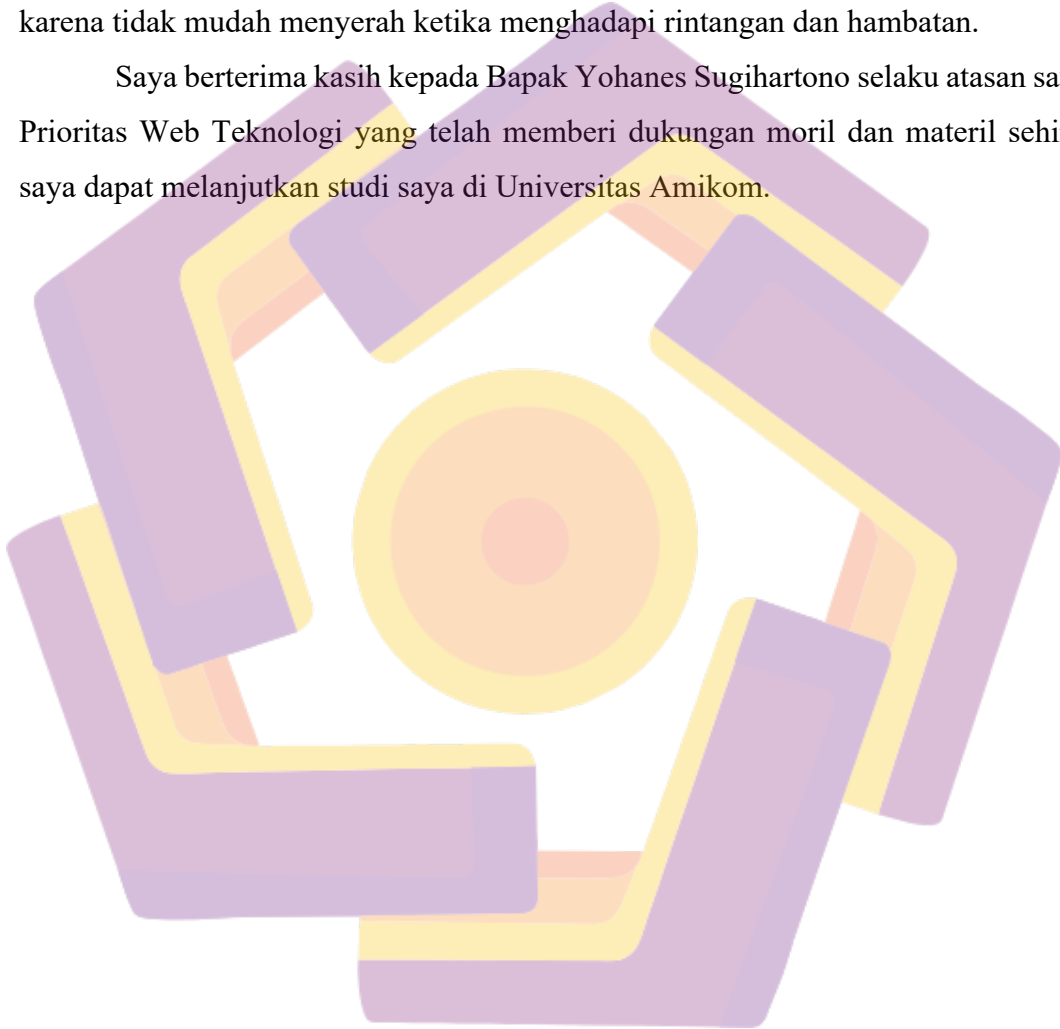 karena tidak mudah menyerah ketika menghadapi rintangan dan hambatan.
Saya berterima kasih kepada Bapak Yohanes Sugihartono selaku atasan sa
Prioritas Web Teknologi yang telah memberi dukungan moril dan materil sehi
saya dapat melanjutkan studi saya di Universitas Amikom.